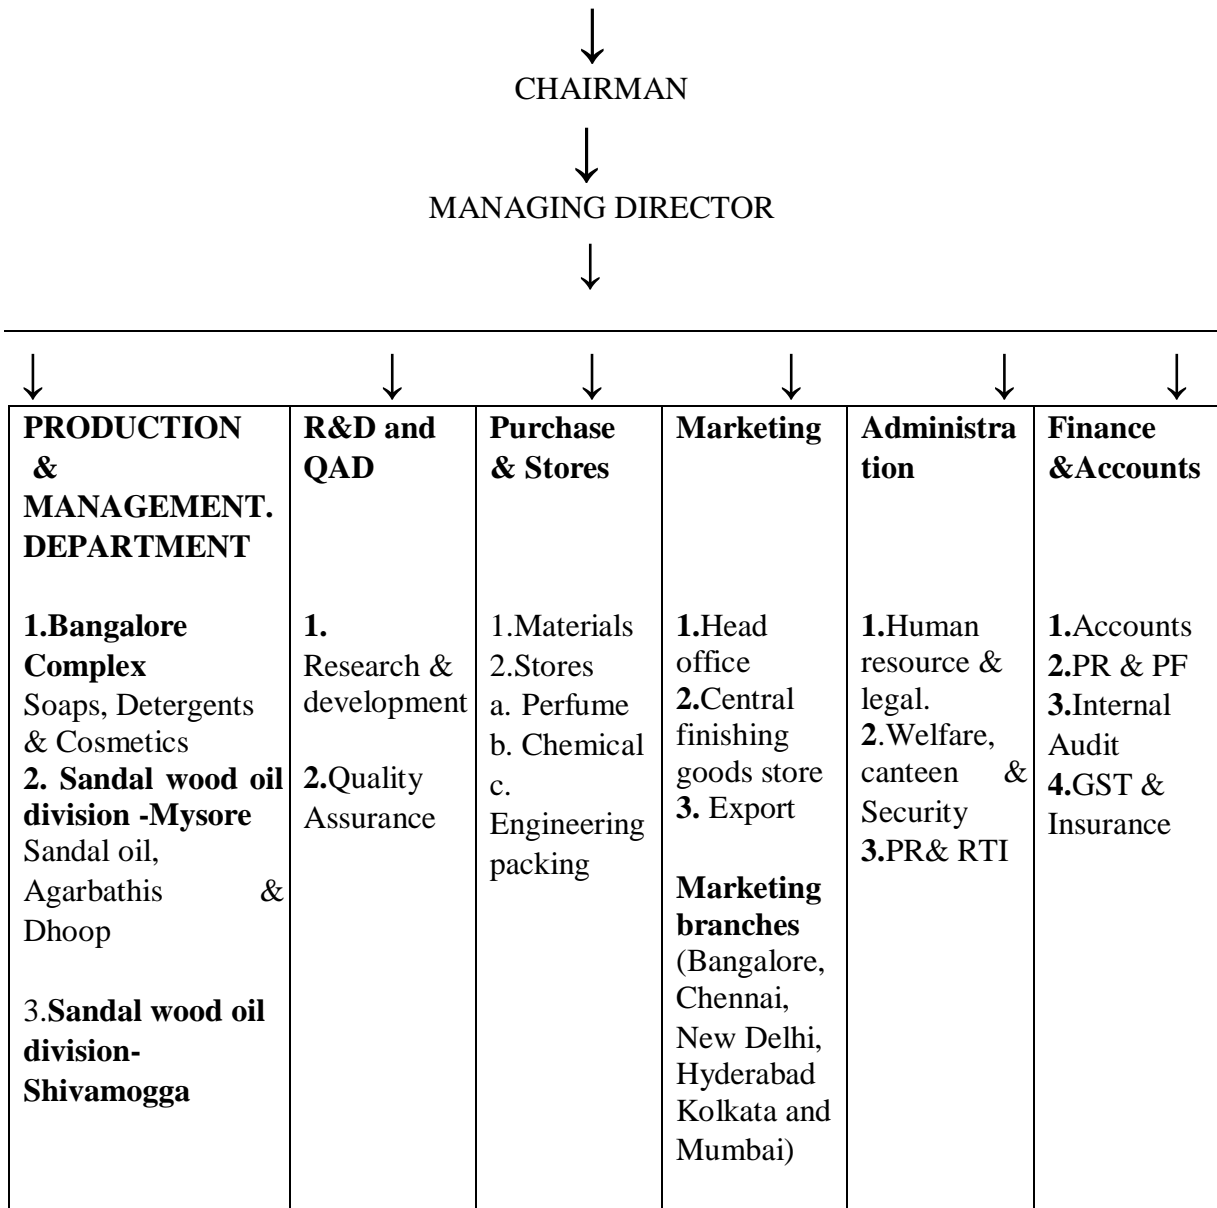 ↓
CHAIRMAN
↓
MANAGING DIRECTOR
↓
↓ ↓ ↓ ↓ ↓ ↓
PRODUCTION
&
MANAGEMENT.
DEPARTMENT
1.Bangalore
Complex
Soaps, Detergents
& Cosmetics
2. Sandal wood oil
division -Mysore
Sandal oil,
Agarbathis &
Dhoop
3.Sandal wood oil
division-
Shivamogga
R&D and
QAD
1.
Research &
development
2.Quality
Assurance
Purchase
& Stores
1.Materials
2.Stores
a. Perfume
b. Chemical
c.
Engineering
packing
Marketing
1.Head
office
2.Central
finishing
goods store
3. Export
Marketing
branches
(Bangalore,
Chennai,
New Delhi,
Hyderabad
Kolkata and
Mumbai)
Administra
tion
1.Human
resource &
legal.
2.Welfare,
canteen &
Security
3.PR& RTI
Finance
&Accounts
1.Accounts
2.PR & PF
3.Internal
Audit
4.GST &
Insurance